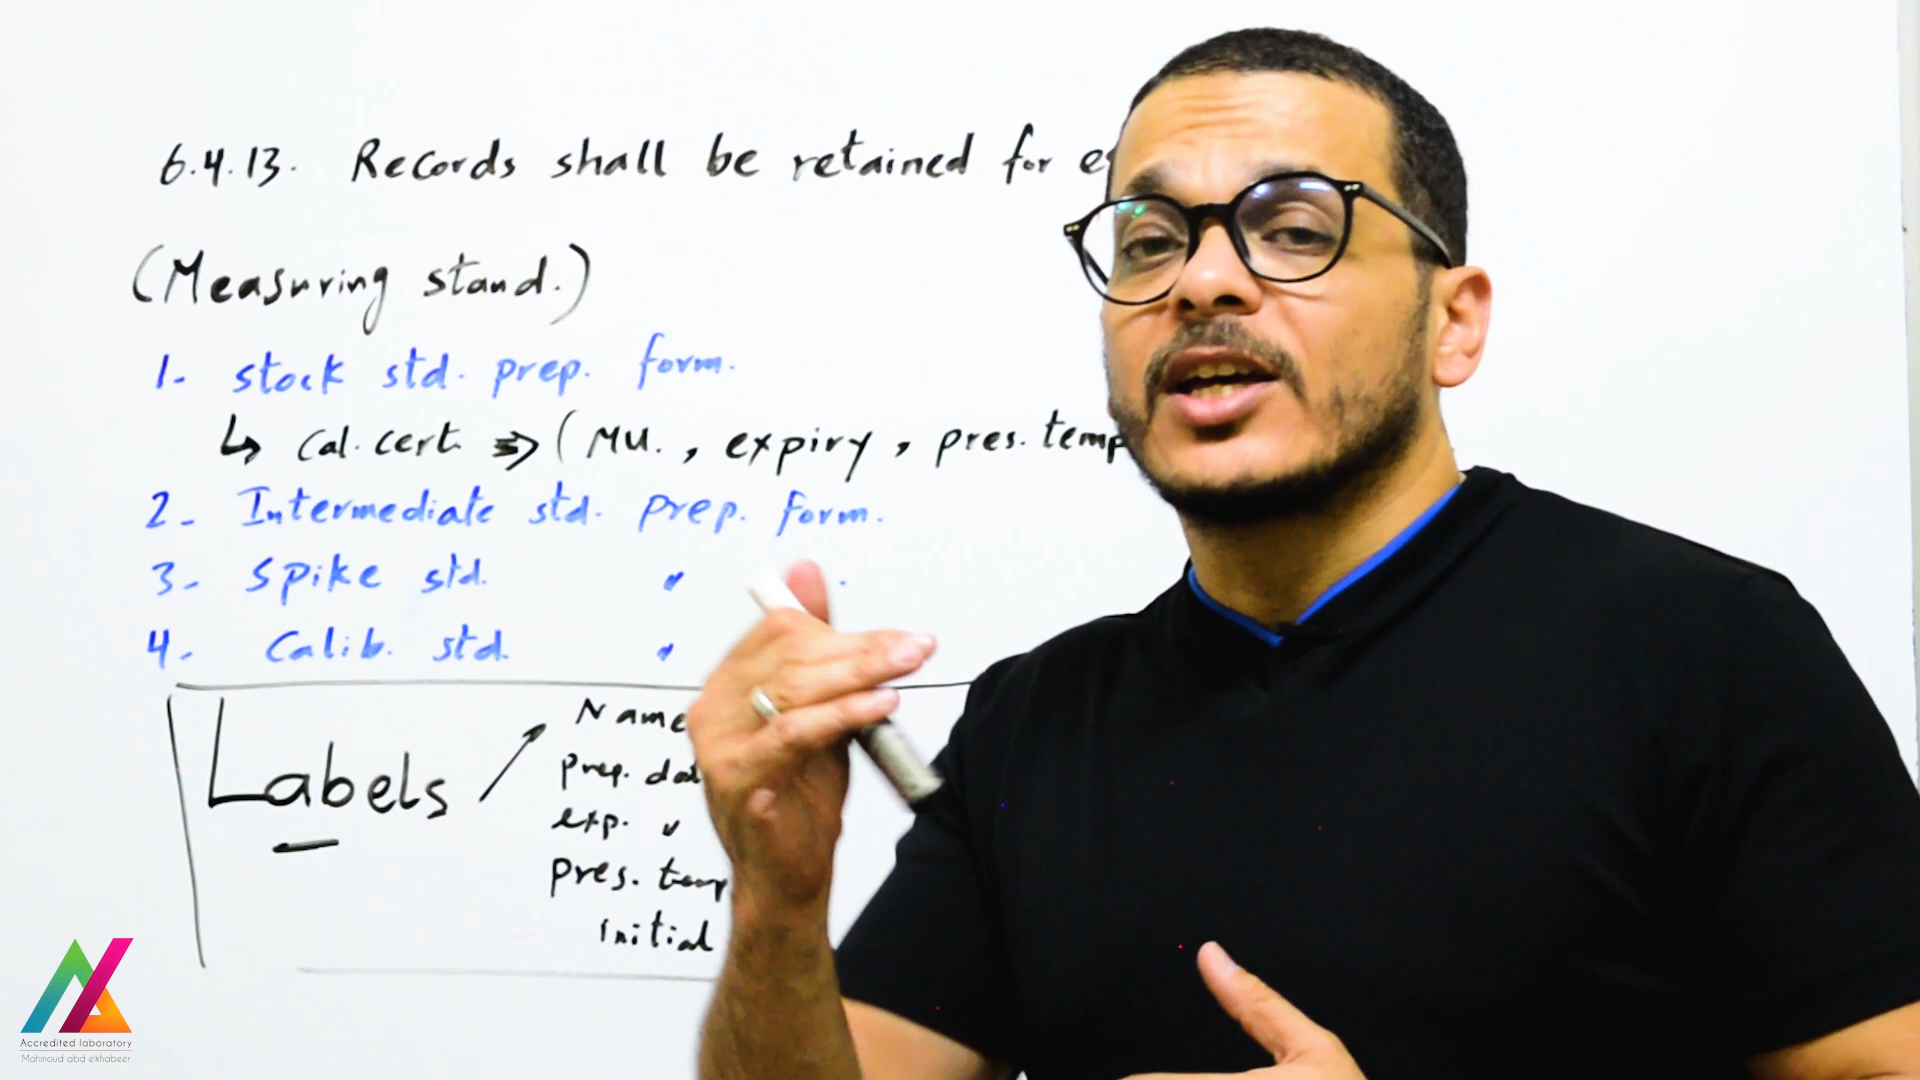 6.4.13. Records shall be retained for
(Measuring stand.)
1- stock std. prep. form.
↳ Cal. cert. => (MU. , expiry , pres. temp
2- Intermediate std. prep. form.
3- Spike std. " .
4. Calib. std. "
Labels
Name
prep. dat
exp. "
pres. temp
initial
Accredited laboratory
Mahmoud abd elkhabeer